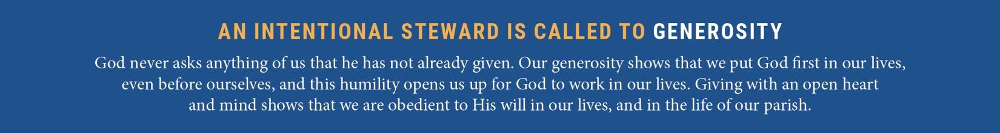 AN INTENTIONAL STEWARD IS CALLED TO GENEROSITY
God never asks anything of us that he has not already given. Our generosity shows that we put God first in our lives,
even before ourselves, and this humility opens us up for God to work in our lives. Giving with an open heart
and mind shows that we are obedient to His will in our lives, and in the life of our parish.